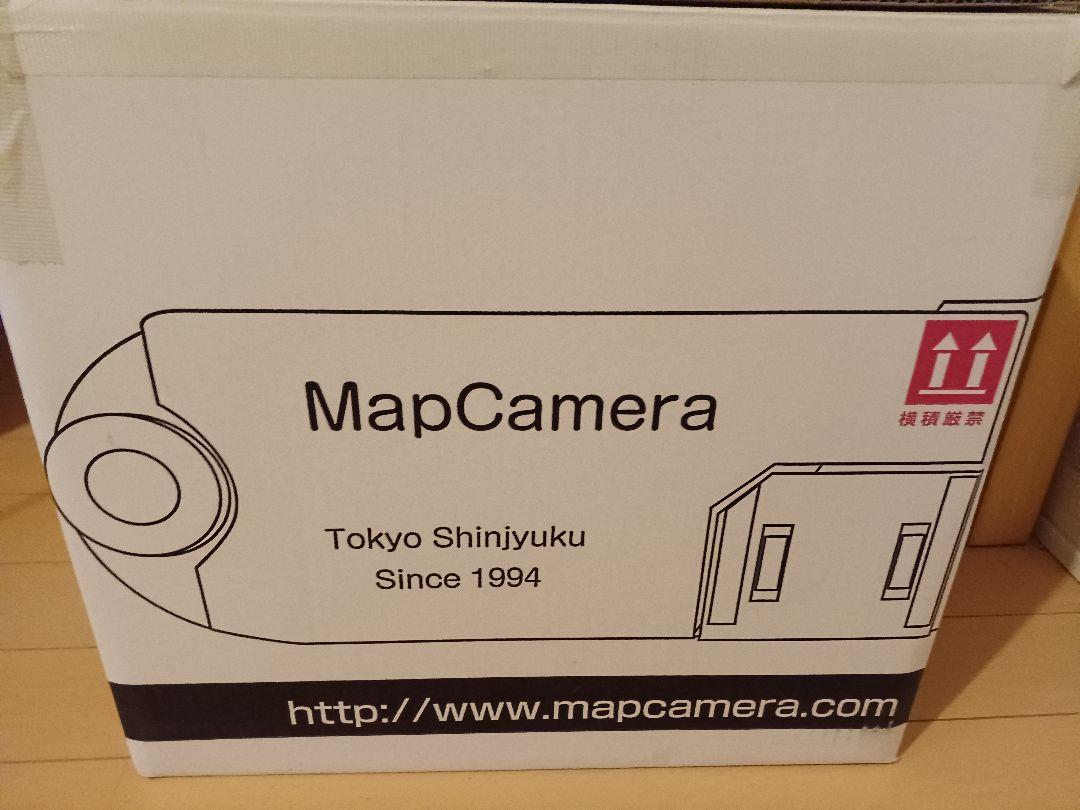 MapCamera
横積厳禁
Tokyo Shinjyuku
Since 1994
http://www.mapcamera.com